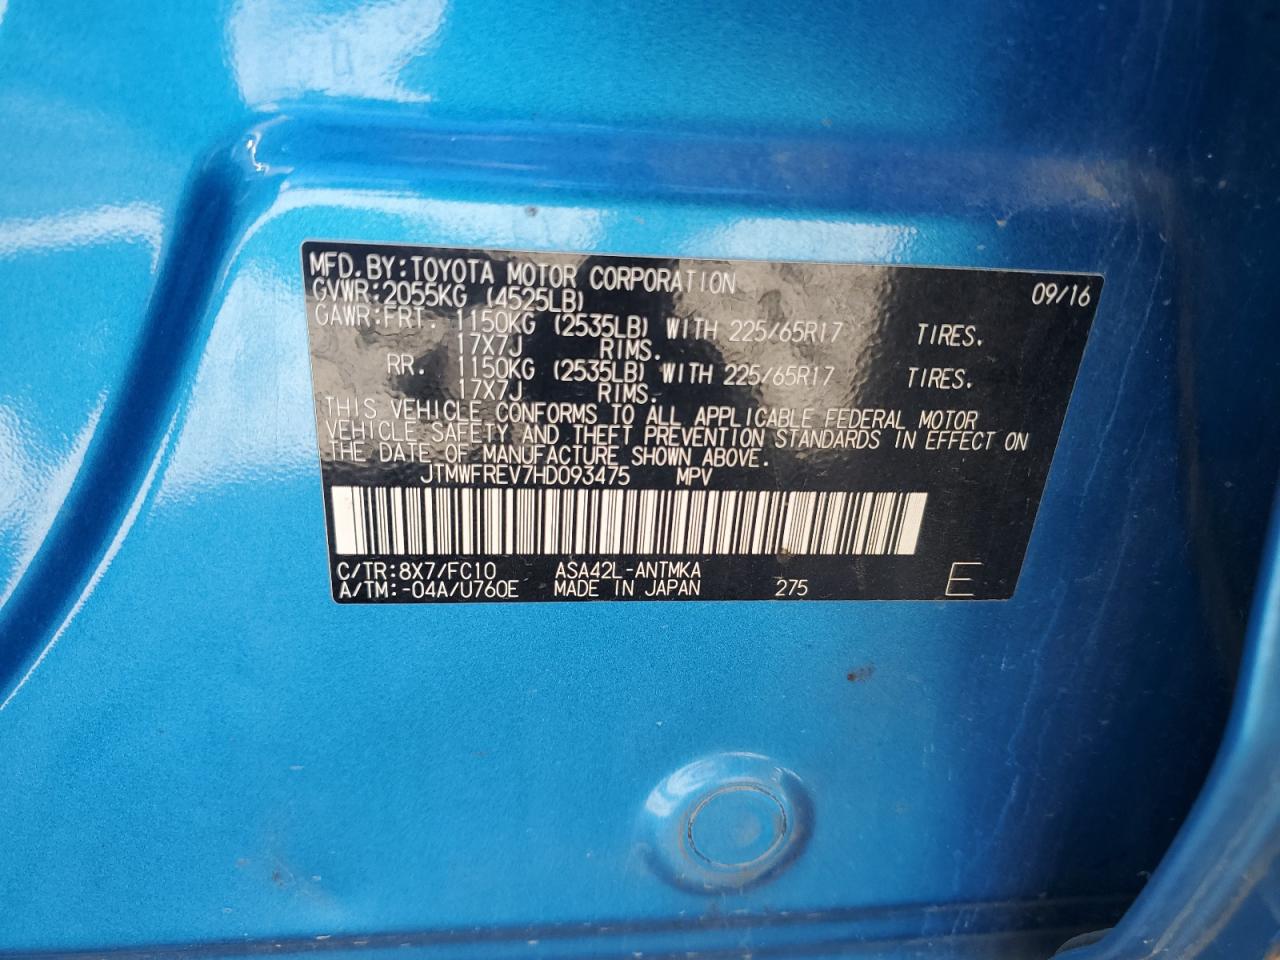 MFD.BY:TOYOTA MOTOR CORPORATION 09/16
GVWR:2055KG (4525LB)
GAWR:FRT. 1150KG (2535LB) WITH 225/65R17 TIRES.
17X7J RIMS.
RR. 1150KG (2535LB) WITH 225/65R17 TIRES.
17X7J RIMS.
THIS VEHICLE CONFORMS TO ALL APPLICABLE FEDERAL MOTOR
VEHICLE SAFETY AND THEFT PREVENTION STANDARDS IN EFFECT ON
THE DATE OF MANUFACTURE SHOWN ABOVE.
JTMWFREV7HD093475 MPV
C/TR:8X7/FC10 ASA42L-ANTMKA
A/TM:-04A/U760E MADE IN JAPAN 275 E